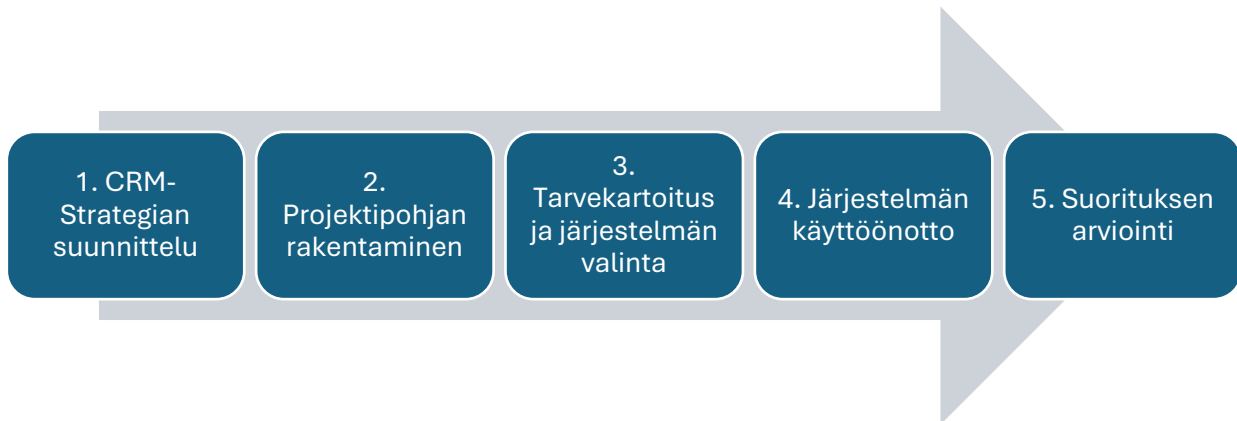 1. CRM-
Strategian
suunnittelu
2.
Projektipohjan
rakentaminen
3.
Tarvekartoitus
ja järjestelmän
valinta
4. Järjestelmän
käyttöönotto
5. Suorituksen
arviointi